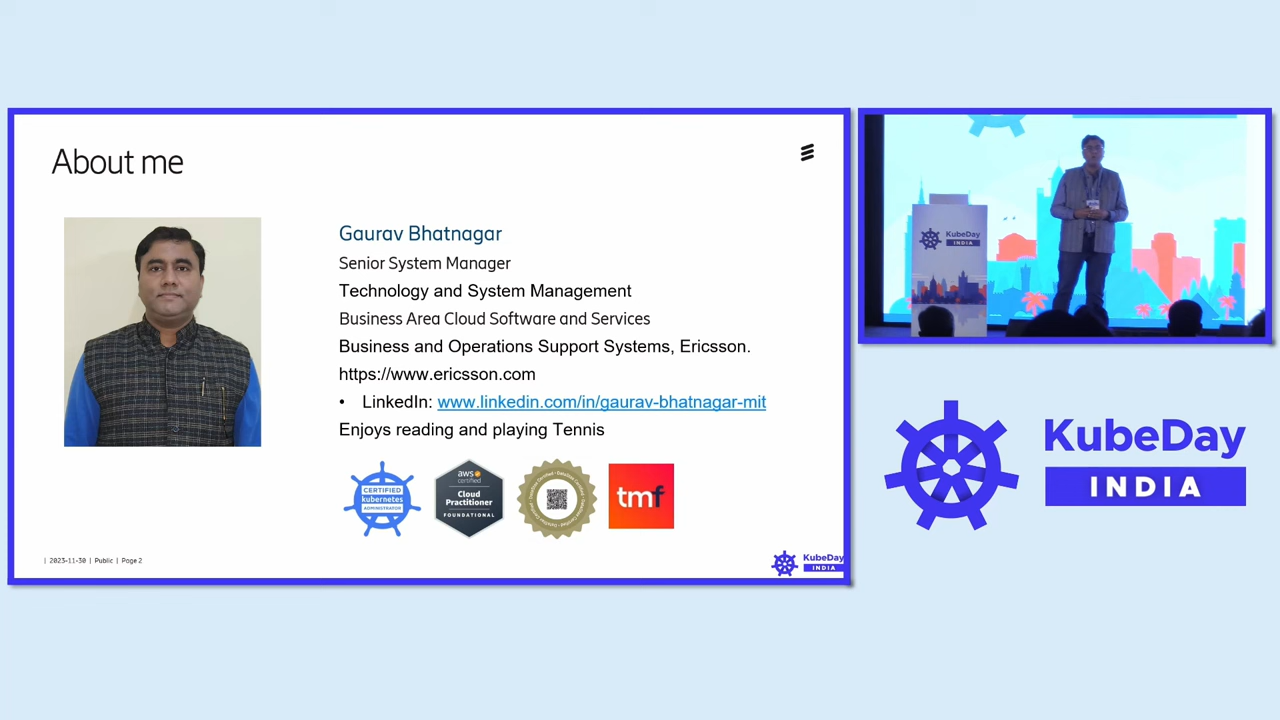 About me
Gaurav Bhatnagar
Senior System Manager
Technology and System Management
Business Area Cloud Software and Services
Business and Operations Support Systems, Ericsson.
https://www.ericsson.com
• LinkedIn: www.linkedin.com/in/gaurav-bhatnagar-mit
Enjoys reading and playing Tennis
CERTIFIED
kubernetes
ADMINISTRATOR
aws
certified
Cloud
Practitioner
FOUNDATIONAL
tmf
| 2023-11-30 | Public | Page 2
KubeDay
INDIA
KubeDay
INDIA
KubeDay
INDIA